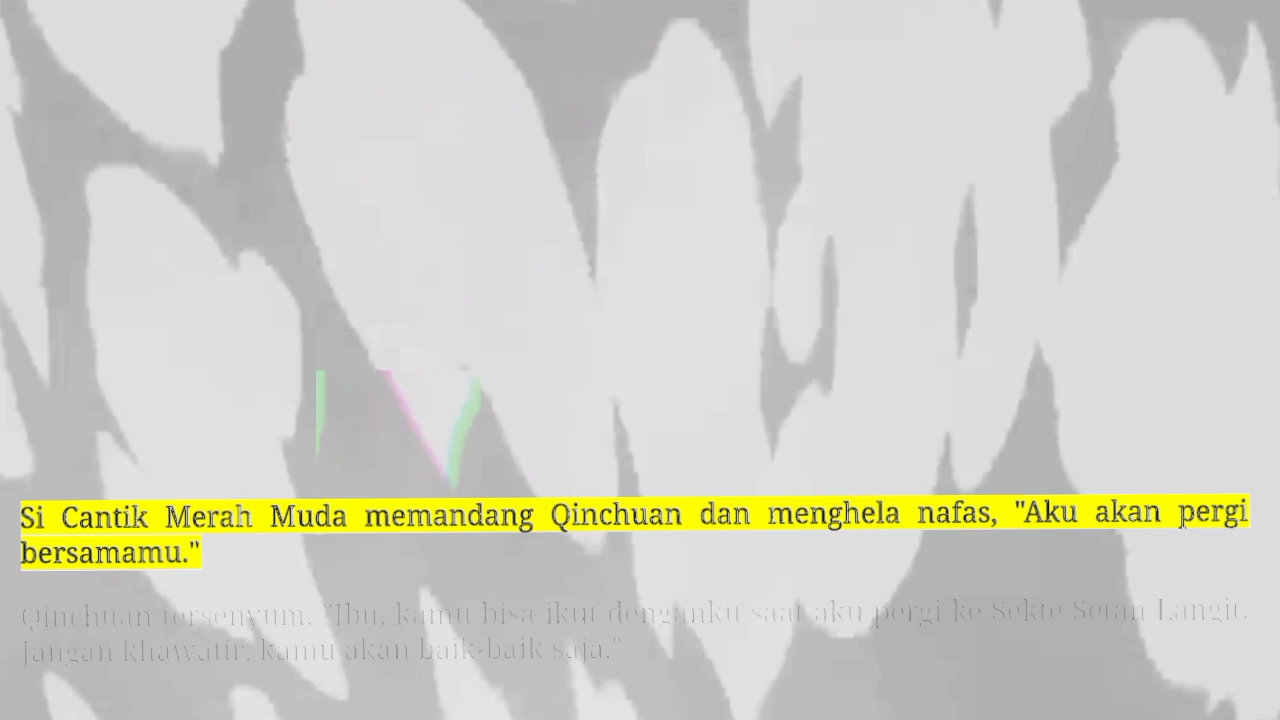 Si Cantik Merah Muda memandang Qinchuan dan menghela nafas, "Aku akan pergi
bersamamu."
Qinchuan tersenyum. "Ibu, kamu bisa ikut denganku saat aku pergi ke Sekte Setan Langit.
Jangan khawatir, kamu akan baik-baik saja."